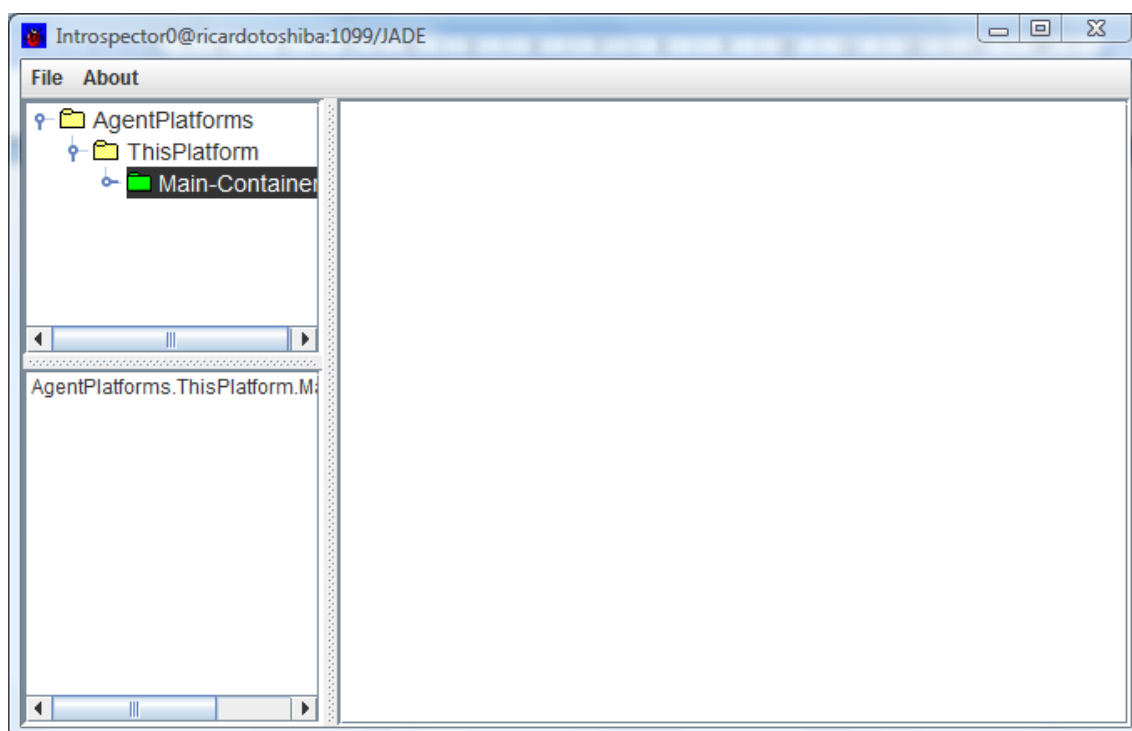 Introspector0@ricardotoshiba:1099/JADE
File About
AgentPlatforms
ThisPlatform
Main-Container
AgentPlatforms.ThisPlatform.M